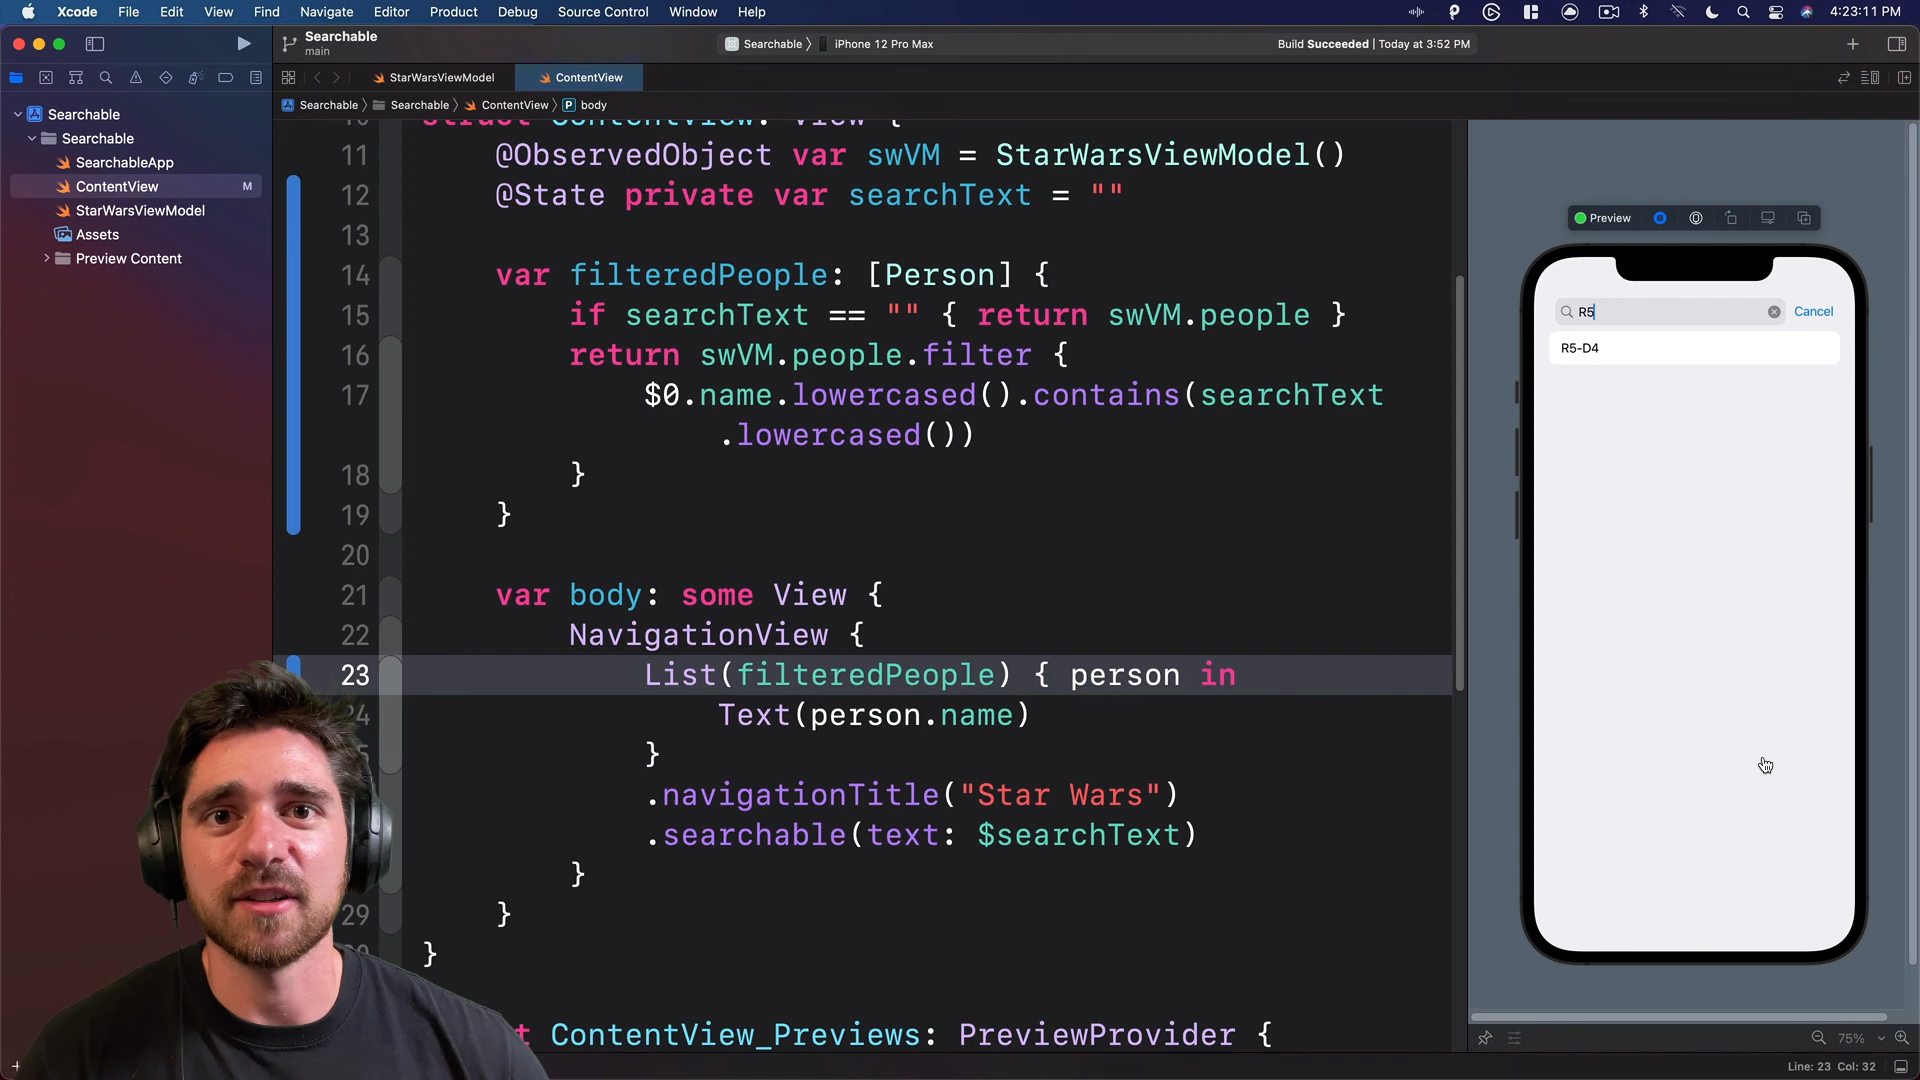 Xcode File Edit View Find Navigate Editor Product Debug Source Control Window Help 4:23:11 PM
Searchable
main
Searchable
iPhone 12 Pro Max
Build Succeeded | Today at 3:52 PM
StarWarsViewModel
ContentView
Searchable
Searchable
ContentView
P body
Searchable
Searchable
SearchableApp
ContentView M
StarWarsViewModel
Assets
Preview Content
struct ContentView: View {
11 @ObservedObject var swVM = StarWarsViewModel()
12 @State private var searchText = ""
13
14 var filteredPeople: [Person] {
15 if searchText == "" { return swVM.people }
16 return swVM.people.filter {
17 $0.name.lowercased().contains(searchText
.lowercased())
18 }
19 }
20
21 var body: some View {
22 NavigationView {
23 List(filteredPeople) { person in
24 Text(person.name)
}
.navigationTitle("Star Wars")
.searchable(text: $searchText)
}
29 }
}
ContentView_Previews: PreviewProvider {
Preview
R5
Cancel
R5-D4
75%
Line: 23 Col: 32